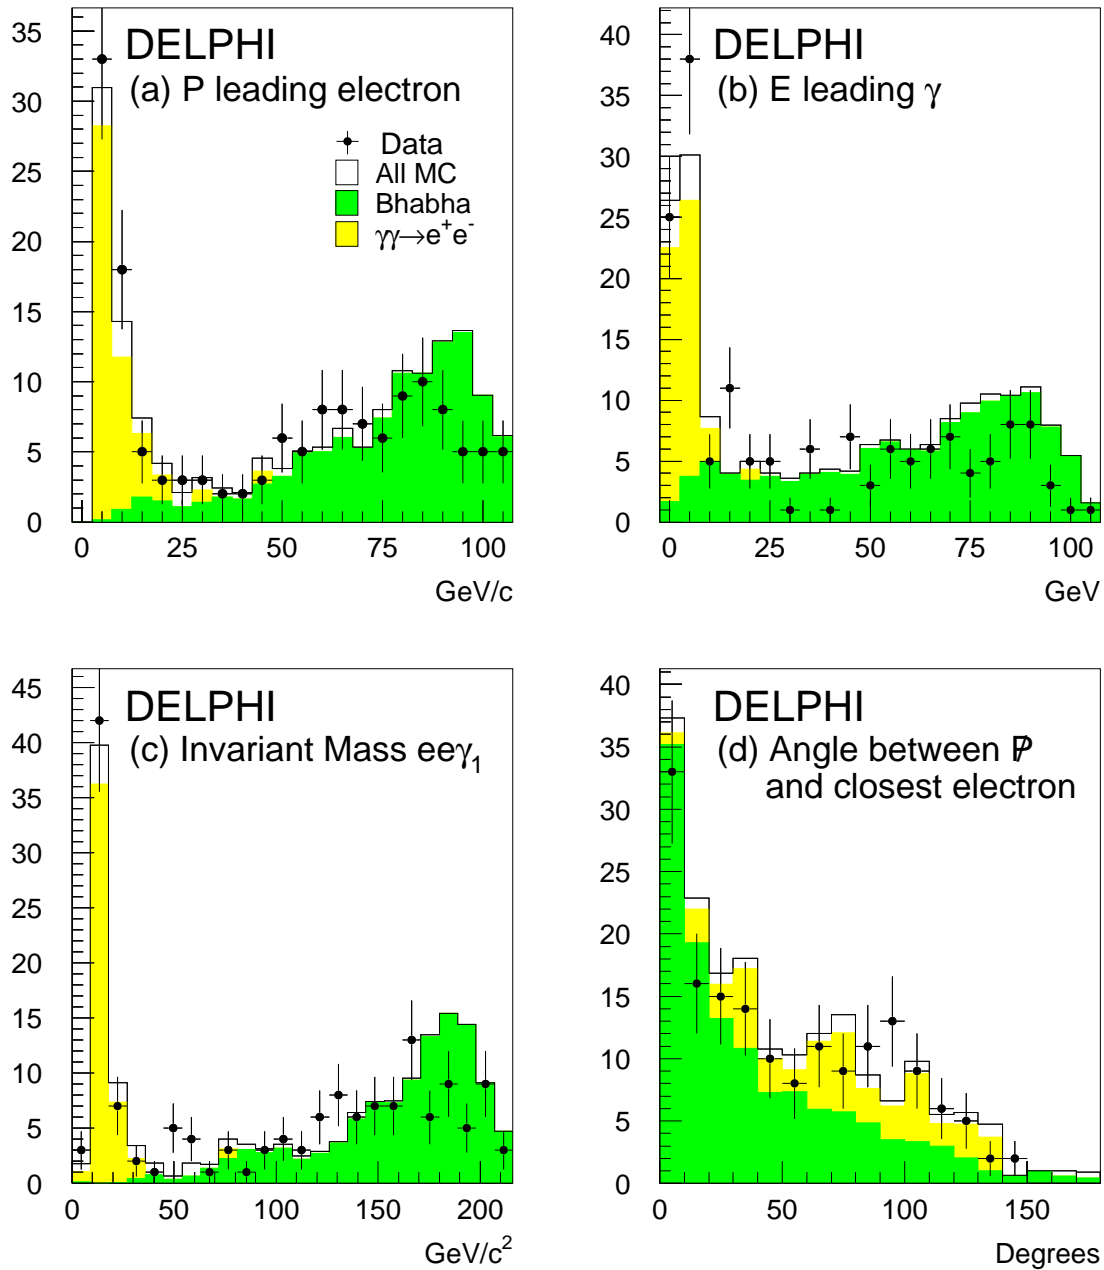 DELPHI
(a) P leading electron
Data
All MC
Bhabha
γγ→e⁺e⁻
35
30
25
20
15
10
5
0
0 25 50 75 100
GeV/c
DELPHI
(b) E leading γ
40
35
30
25
20
15
10
5
0
0 25 50 75 100
GeV
DELPHI
(c) Invariant Mass eeγ₁
45
40
35
30
25
20
15
10
5
0
0 50 100 150 200
GeV/c²
DELPHI
(d) Angle between P̸
and closest electron
40
35
30
25
20
15
10
5
0
0 50 100 150
Degrees